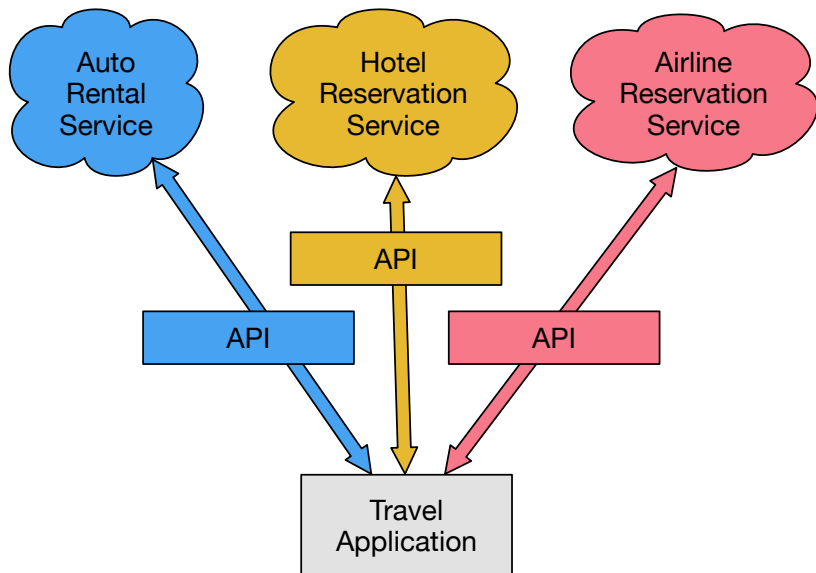 Auto
Rental
Service
Hotel
Reservation
Service
Airline
Reservation
Service
API
API
API
Travel
Application